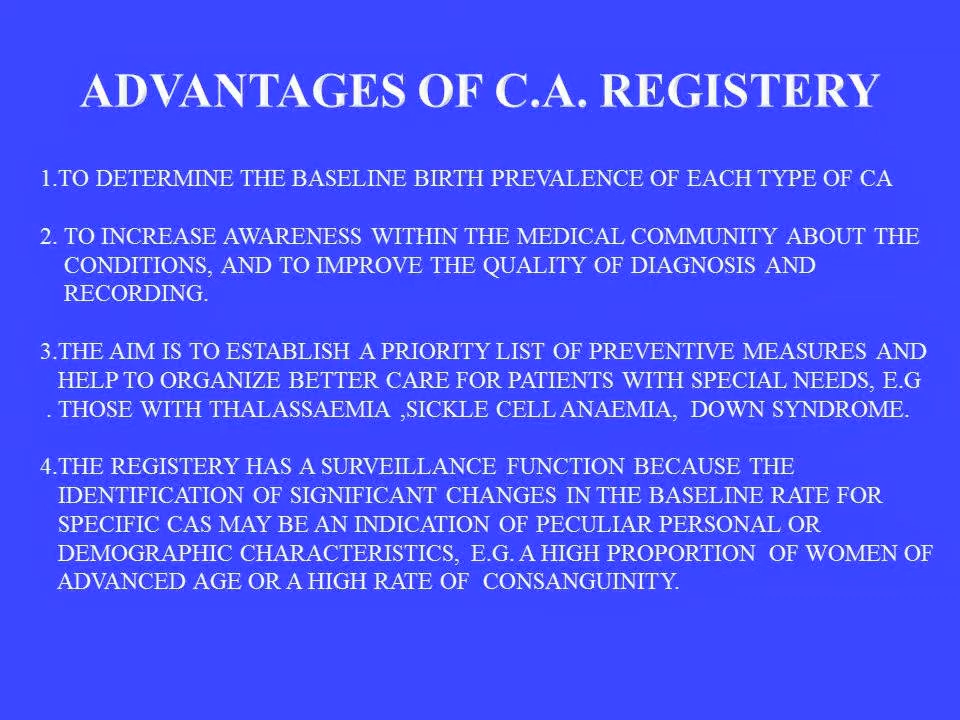 ADVANTAGES OF C.A. REGISTERY
1.TO DETERMINE THE BASELINE BIRTH PREVALENCE OF EACH TYPE OF CA
2. TO INCREASE AWARENESS WITHIN THE MEDICAL COMMUNITY ABOUT THE
CONDITIONS, AND TO IMPROVE THE QUALITY OF DIAGNOSIS AND
RECORDING.
3.THE AIM IS TO ESTABLISH A PRIORITY LIST OF PREVENTIVE MEASURES AND
HELP TO ORGANIZE BETTER CARE FOR PATIENTS WITH SPECIAL NEEDS, E.G
. THOSE WITH THALASSAEMIA ,SICKLE CELL ANAEMIA, DOWN SYNDROME.
4.THE REGISTERY HAS A SURVEILLANCE FUNCTION BECAUSE THE
IDENTIFICATION OF SIGNIFICANT CHANGES IN THE BASELINE RATE FOR
SPECIFIC CAS MAY BE AN INDICATION OF PECULIAR PERSONAL OR
DEMOGRAPHIC CHARACTERISTICS, E.G. A HIGH PROPORTION OF WOMEN OF
ADVANCED AGE OR A HIGH RATE OF CONSANGUINITY.